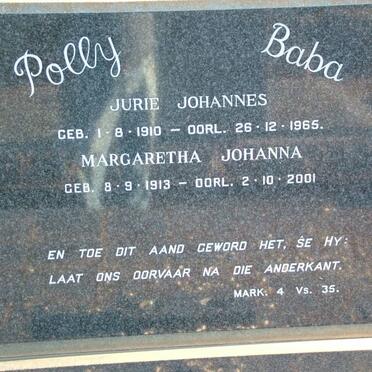 Polly Baba
JURIE JOHANNES
GEB. 1·8·1910 — OORL. 26·12·1965.
MARGARETHA JOHANNA
GEB. 8·9·1913 — OORL. 2·10·2001
EN TOE DIT AAND GEWORD HET, SE HY:
LAAT ONS OORVAAR NA DIE ANDERKANT.
MARK. 4 Vs. 35.